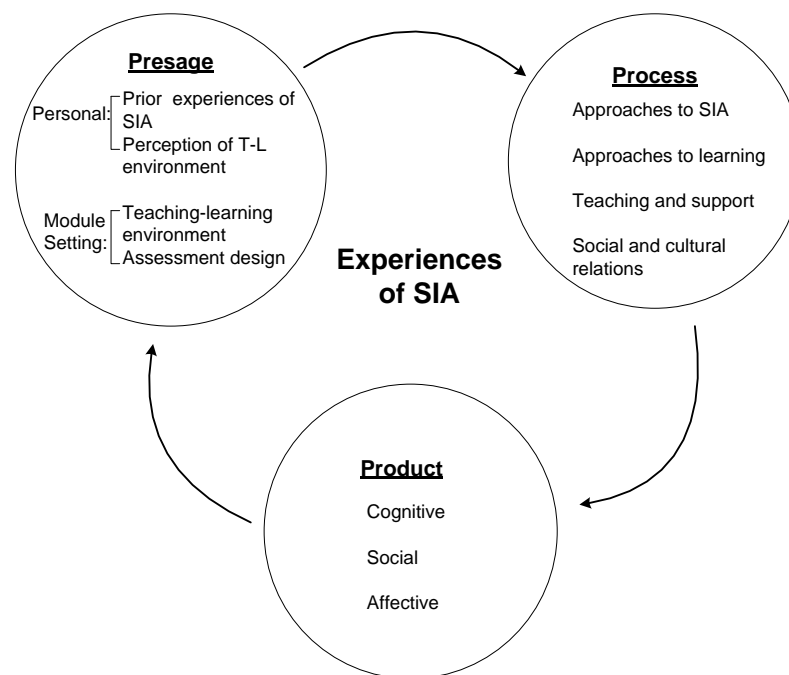 Presage
Personal:
Prior experiences of
SIA
Perception of T-L
environment
Module
Setting:
Teaching-learning
environment
Assessment design
Process
Approaches to SIA
Approaches to learning
Teaching and support
Social and cultural
relations
Experiences
of SIA
Product
Cognitive
Social
Affective